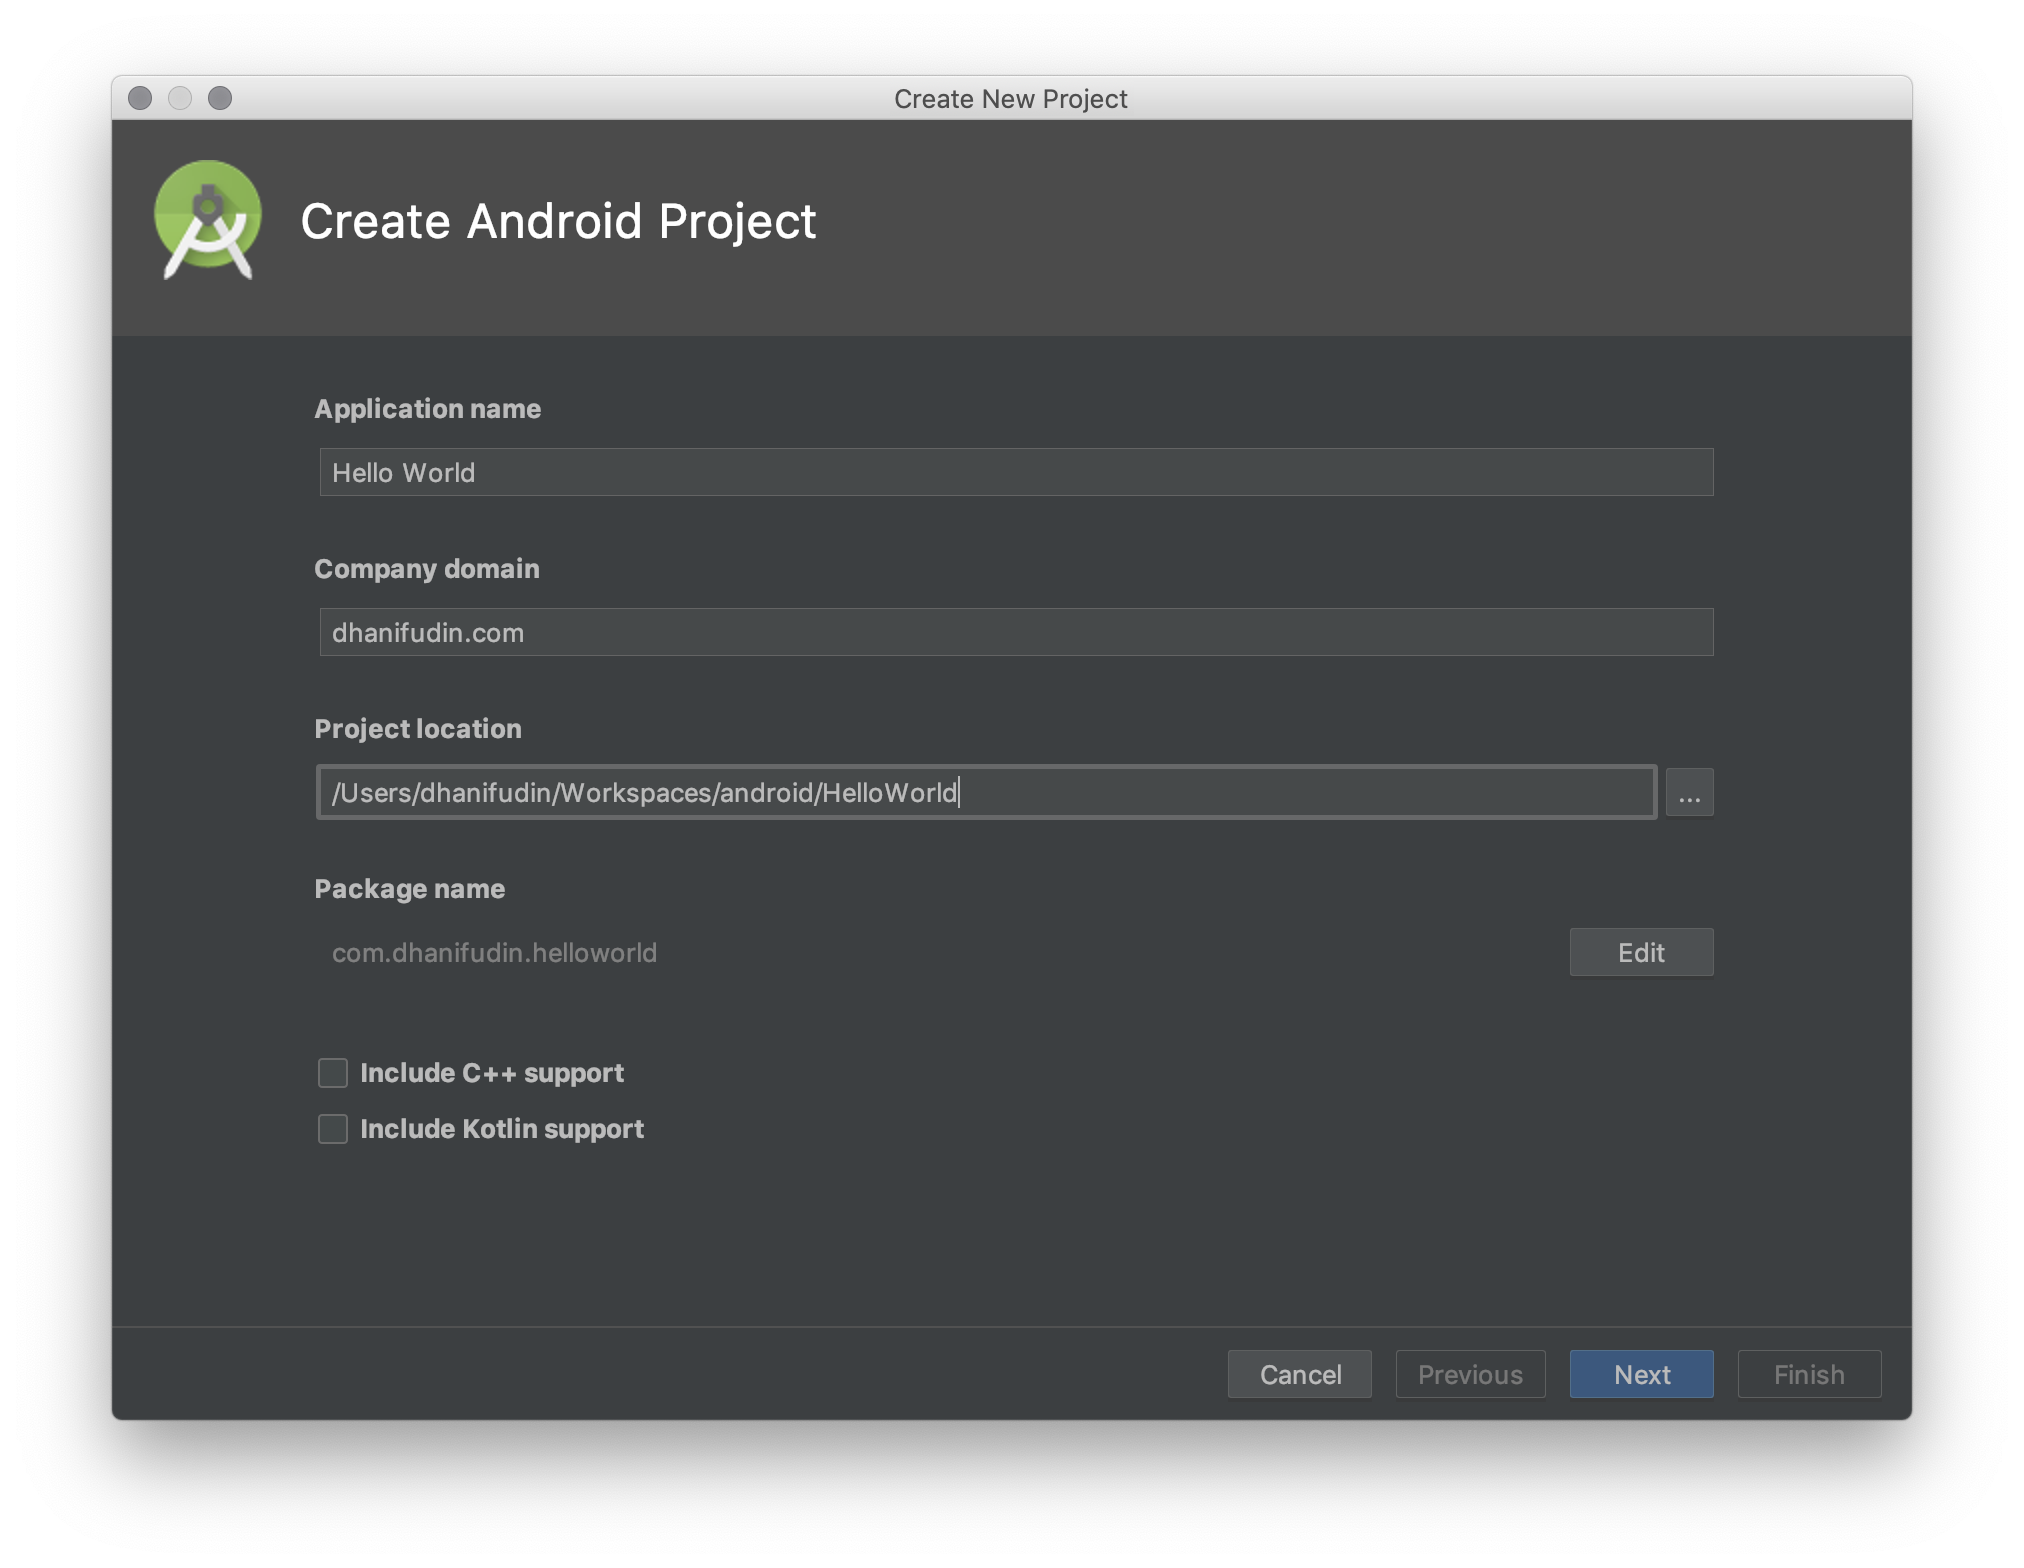 Create New Project
Create Android Project
Application name
Hello World
Company domain
dhanifudin.com
Project location
/Users/dhanifudin/Workspaces/android/HelloWorld
...
Package name
com.dhanifudin.helloworld
Edit
Include C++ support
Include Kotlin support
Cancel Previous Next Finish